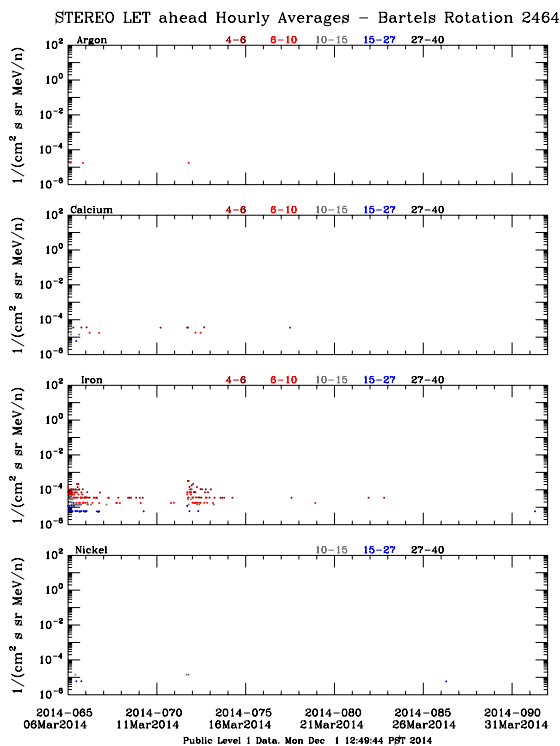 STEREO LET ahead Hourly Averages – Bartels Rotation 2464
Argon 4-6 6-10 10-15 15-27 27-40
10² 10⁰ 10⁻² 10⁻⁴ 10⁻⁶
1/(cm² s sr MeV/n)
Calcium 4-6 6-10 10-15 15-27 27-40
10² 10⁰ 10⁻² 10⁻⁴ 10⁻⁶
1/(cm² s sr MeV/n)
Iron 4-6 6-10 10-15 15-27 27-40
10² 10⁰ 10⁻² 10⁻⁴ 10⁻⁶
1/(cm² s sr MeV/n)
Nickel 10-15 15-27 27-40
10² 10⁰ 10⁻² 10⁻⁴ 10⁻⁶
1/(cm² s sr MeV/n)
2014-065 2014-070 2014-075 2014-080 2014-085 2014-090
06Mar2014 11Mar2014 16Mar2014 21Mar2014 26Mar2014 31Mar2014
Public Level 1 Data. Mon Dec 1 12:49:44 PST 2014